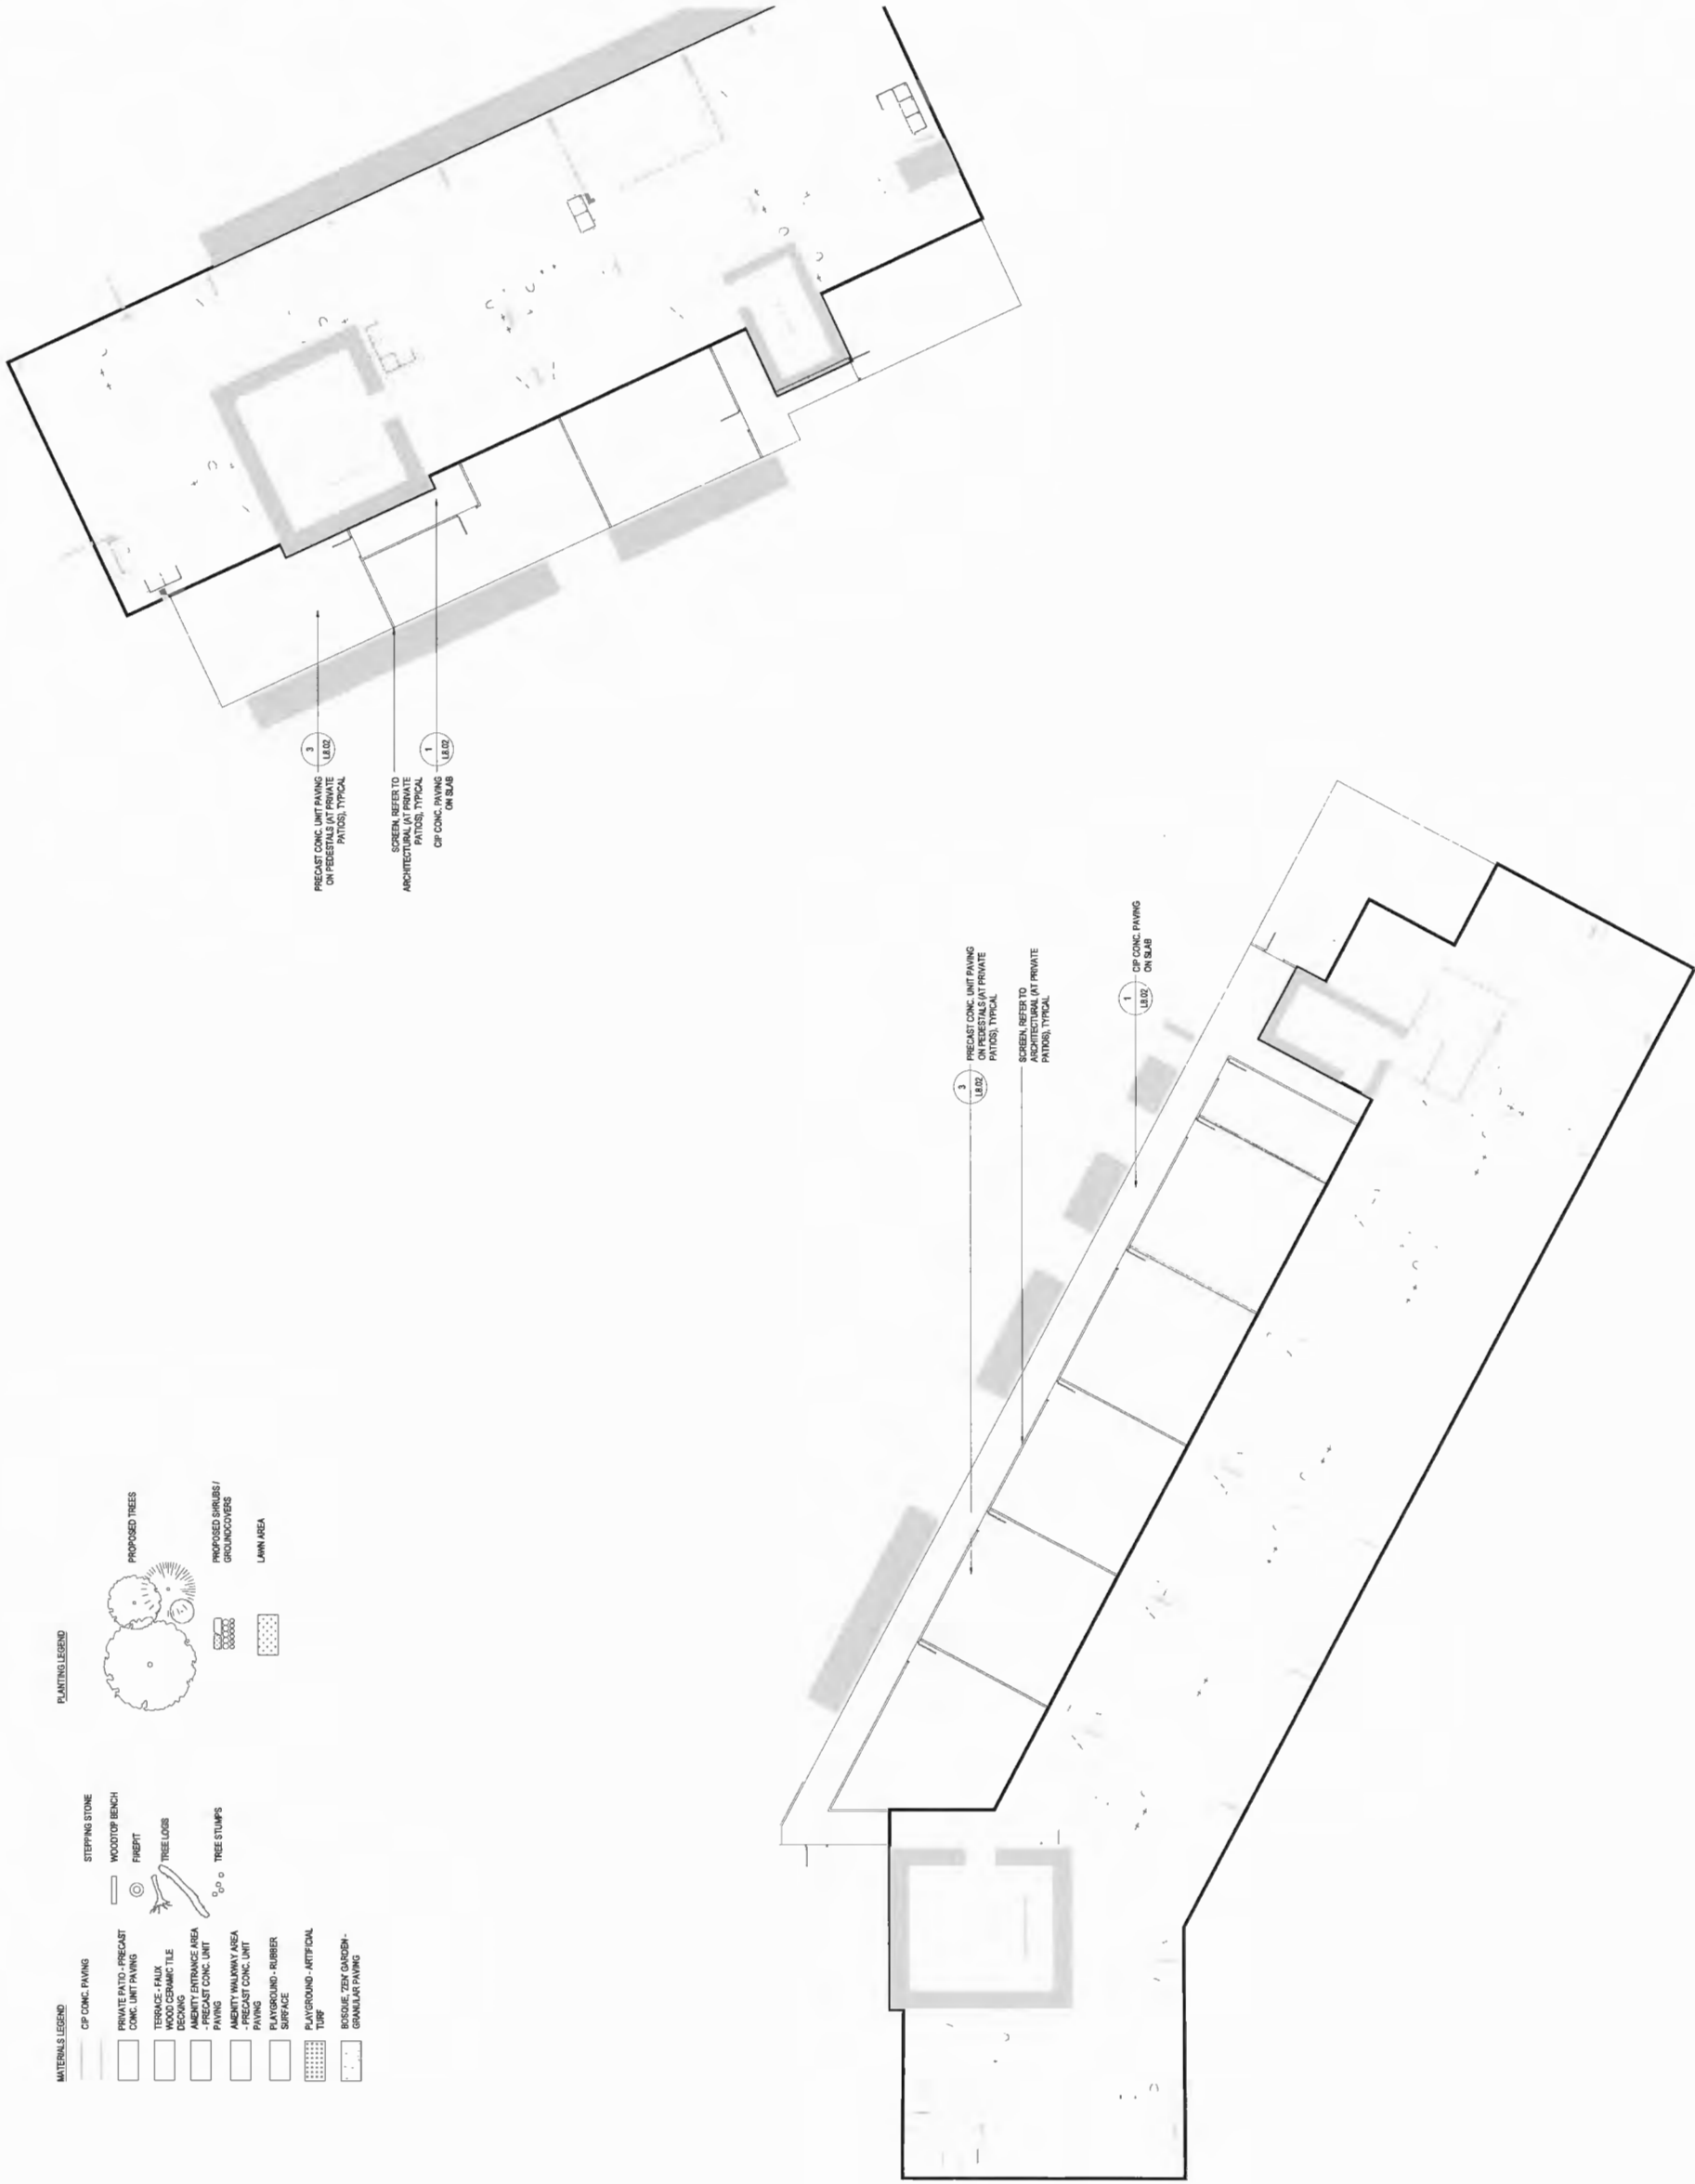 MATERIALS LEGEND
CIP CONC. PAVING
PRIVATE PATIO - PRECAST
CONC. UNIT PAVING
TERRACE - FAUX
WOOD CERAMIC TILE
DECKING
AMENITY ENTRANCE AREA
- PRECAST CONC. UNIT
PAVING
AMENITY WALKWAY AREA
- PRECAST CONC. UNIT
PAVING
PLAYGROUND - RUBBER
SURFACE
PLAYGROUND - ARTIFICIAL
TURF
BOSQUE, 'ZEN' GARDEN -
GRANULAR PAVING
STEPPING STONE
WOODTOP BENCH
FIREPIT
TREE LOGS
TREE STUMPS
PLANTING LEGEND
PROPOSED TREES
PROPOSED SHRUBS /
GROUNDCOVERS
LAWN AREA
3
L8.02
PRECAST CONC. UNIT PAVING
ON PEDESTALS (AT PRIVATE
PATIOS), TYPICAL
SCREEN, REFER TO
ARCHITECTURAL (AT PRIVATE
PATIOS), TYPICAL
1
L8.02
CIP CONC. PAVING
ON SLAB
PRECAST CONC. UNIT PAVING
ON PEDESTALS (AT PRIVATE
PATIOS), TYPICAL
3
L8.02
SCREEN, REFER TO
ARCHITECTURAL (AT PRIVATE
PATIOS), TYPICAL
CIP CONC. PAVING
ON SLAB
1
L8.02